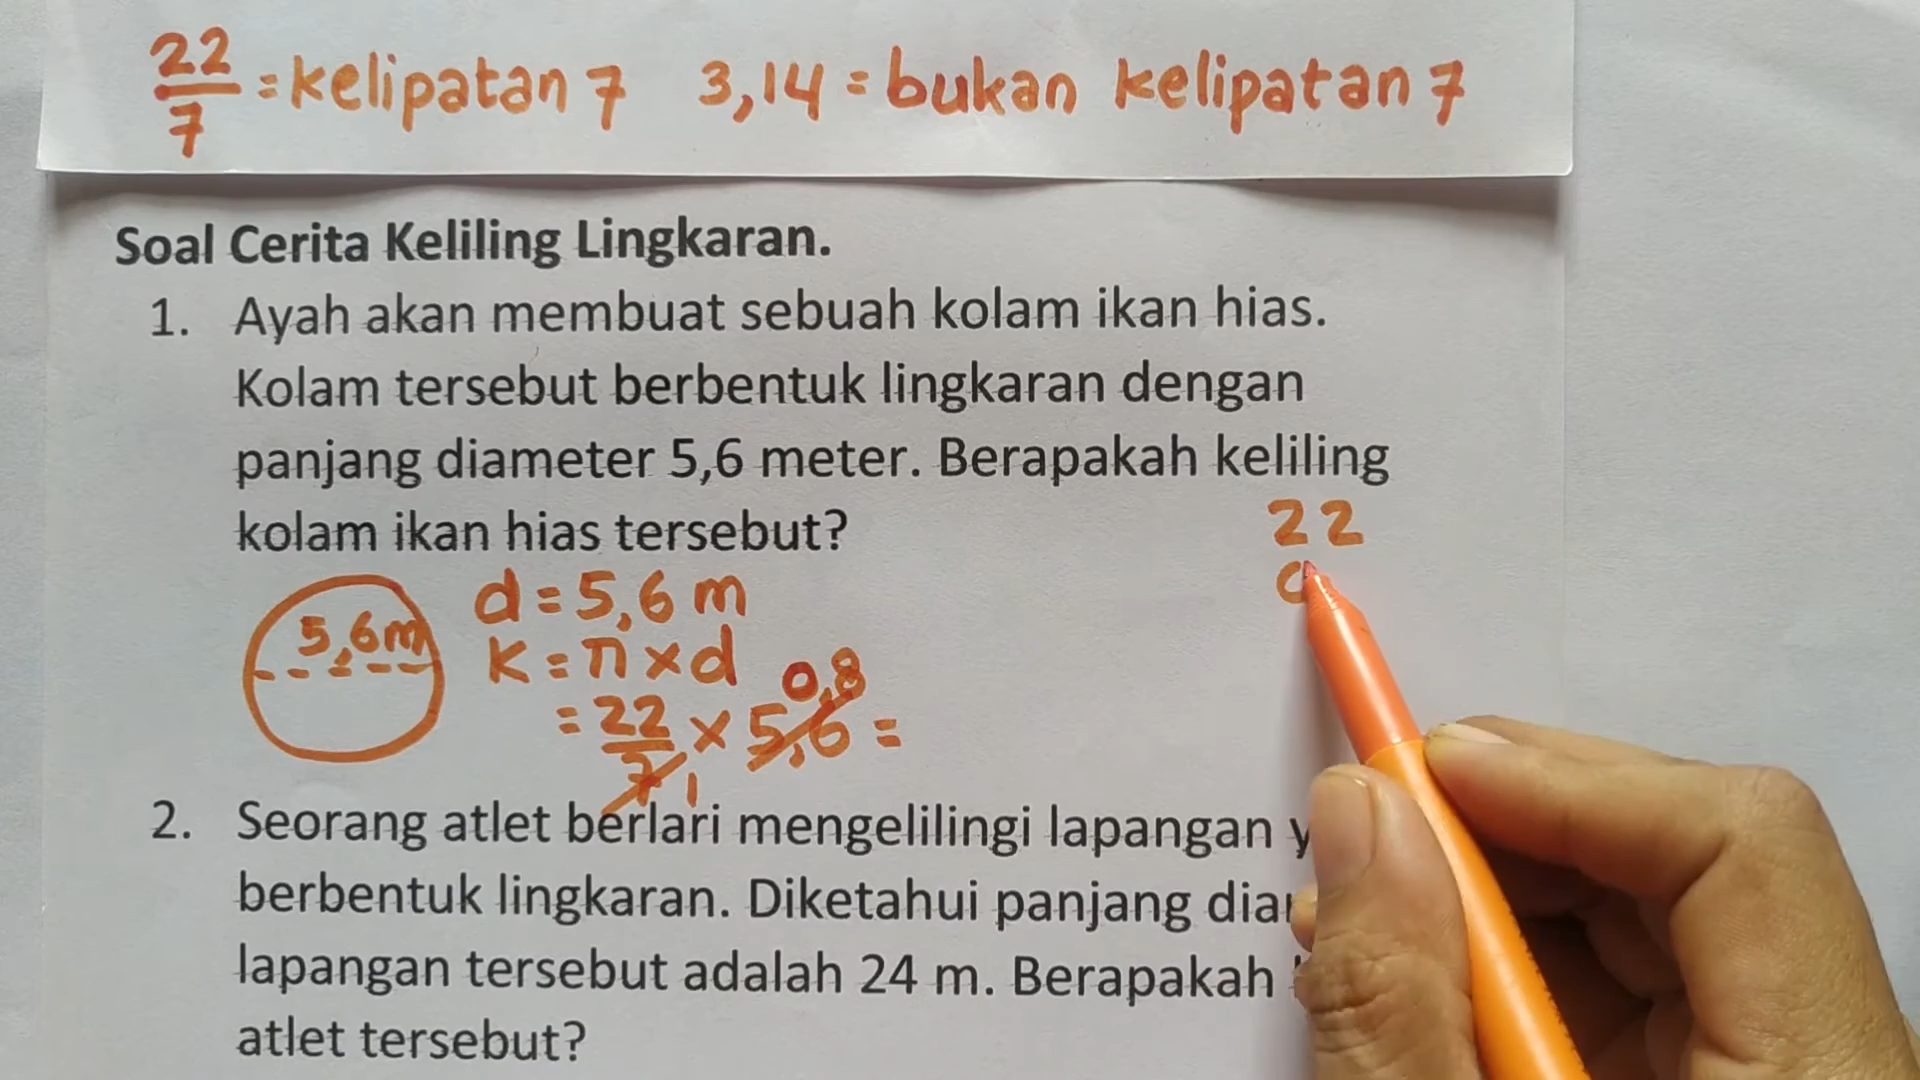 22/7 = kelipatan 7 3,14 = bukan kelipatan 7
Soal Cerita Keliling Lingkaran.
1. Ayah akan membuat sebuah kolam ikan hias.
Kolam tersebut berbentuk lingkaran dengan
panjang diameter 5,6 meter. Berapakah keliling
kolam ikan hias tersebut?
22
5,6m
d = 5,6 m
K = π x d
0,8
= 22/7 x 5,6 =
1
2. Seorang atlet berlari mengelilingi lapangan
berbentuk lingkaran. Diketahui panjang
lapangan tersebut adalah 24 m. Berapakah
atlet tersebut?